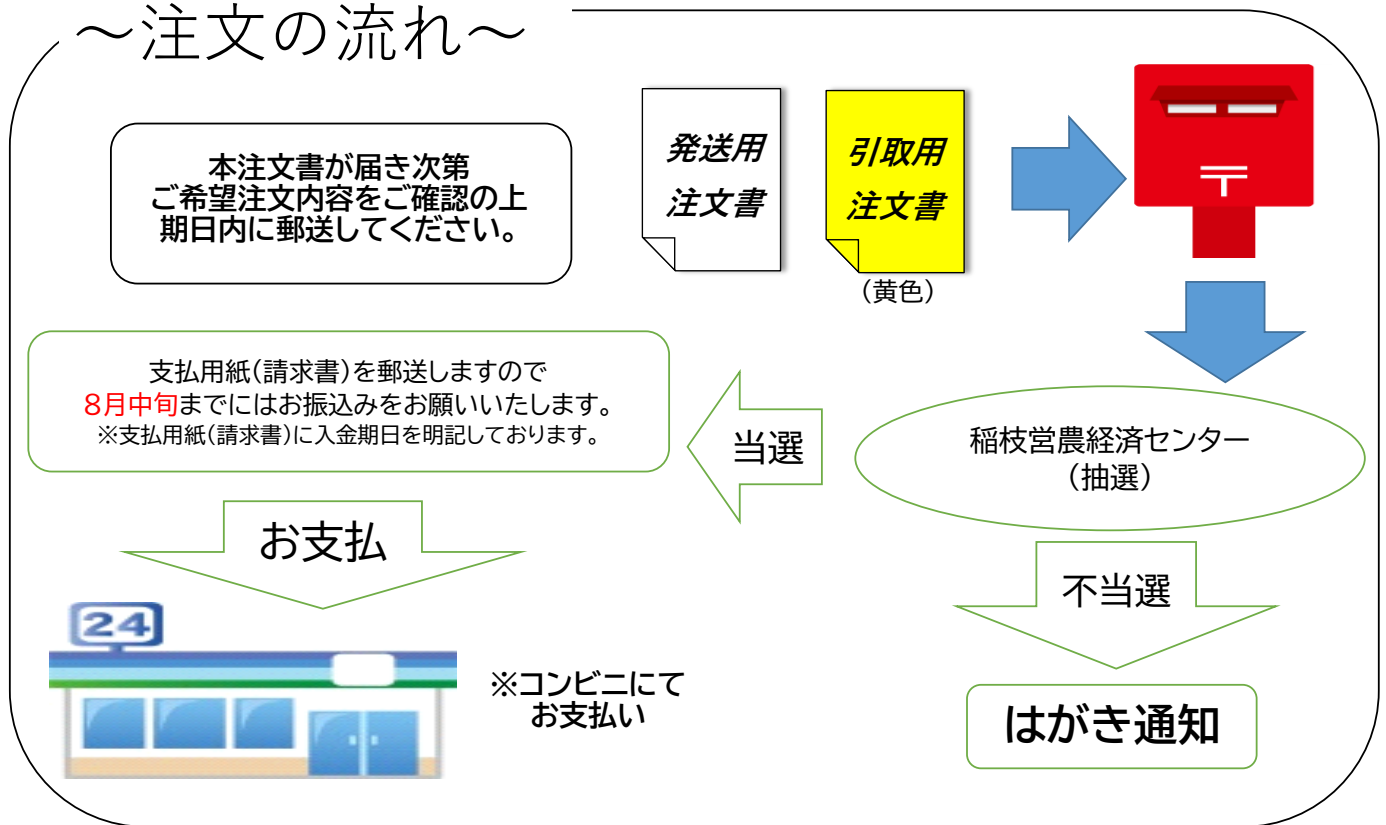 ～注文の流れ～
本注文書が届き次第
ご希望注文内容をご確認の上
期日内に郵送してください。
発送用
注文書
引取用
注文書
（黄色）
〒
稲枝営農経済センター
（抽選）
当選
支払用紙（請求書）を郵送しますので
8月中旬までにはお振込みをお願いいたします。
※支払用紙（請求書）に入金期日を明記しております。
お支払
24
※コンビニにて
お支払い
不当選
はがき通知